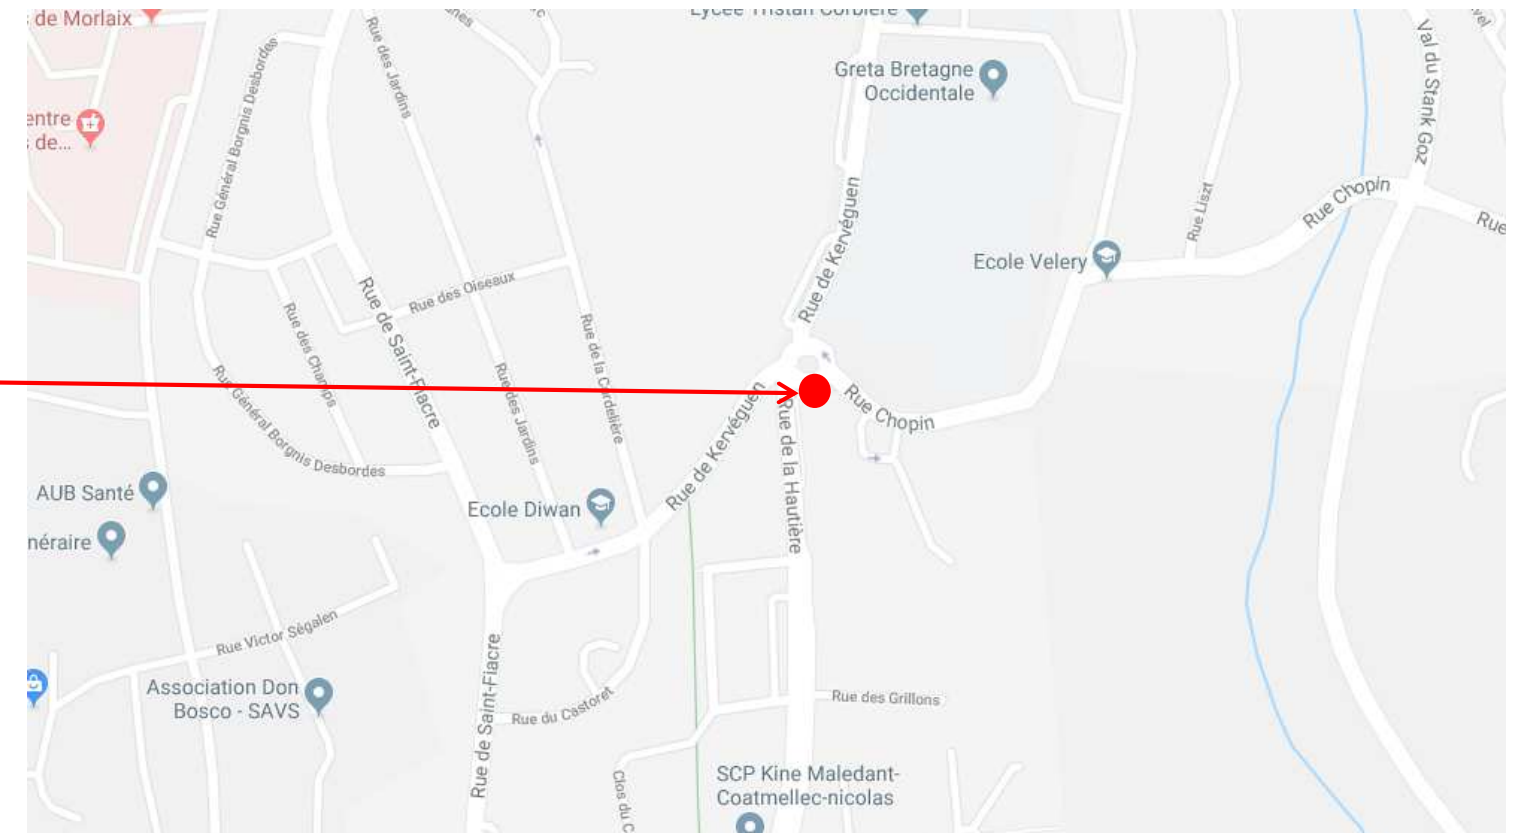 de Morlaix
Rue des Jardins
Lycée Tristan Corbière
Val du Stank Goz
Greta Bretagne
Occidentale
Rue Général Borgnis Desbordes
entre
de...
Rue de Kervéguen
Rue Liszt
Rue Chopin
Rue
Ecole Velery
Rue des Oiseaux
Rue de Saint-Fiacre
Rue des Champs
Rue de la Cordelière
Rue des Jardins
Rue Général Borgnis Desbordes
Rue de Kervéguen
Rue de la Hautière
Rue Chopin
AUB Santé
Ecole Diwan
néraire
Rue Victor Ségalen
Association Don
Bosco - SAVS
Rue de Saint-Fiacre
Rue du Castoret
Rue des Grillons
Clos du C
SCP Kine Maledant-
Coatmellec-nicolas